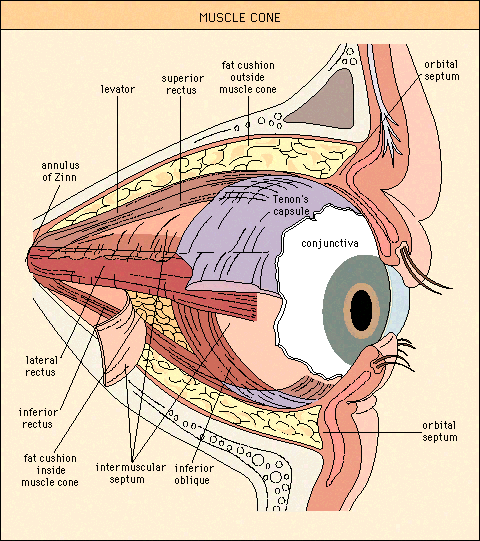 MUSCLE CONE
orbital
septum
fat cushion
outside
muscle cone
superior
rectus
levator
annulus
of Zinn
Tenon's
capsule
conjunctiva
lateral
rectus
inferior
rectus
fat cushion
inside
muscle cone
intermuscular
septum
inferior
oblique
orbital
septum